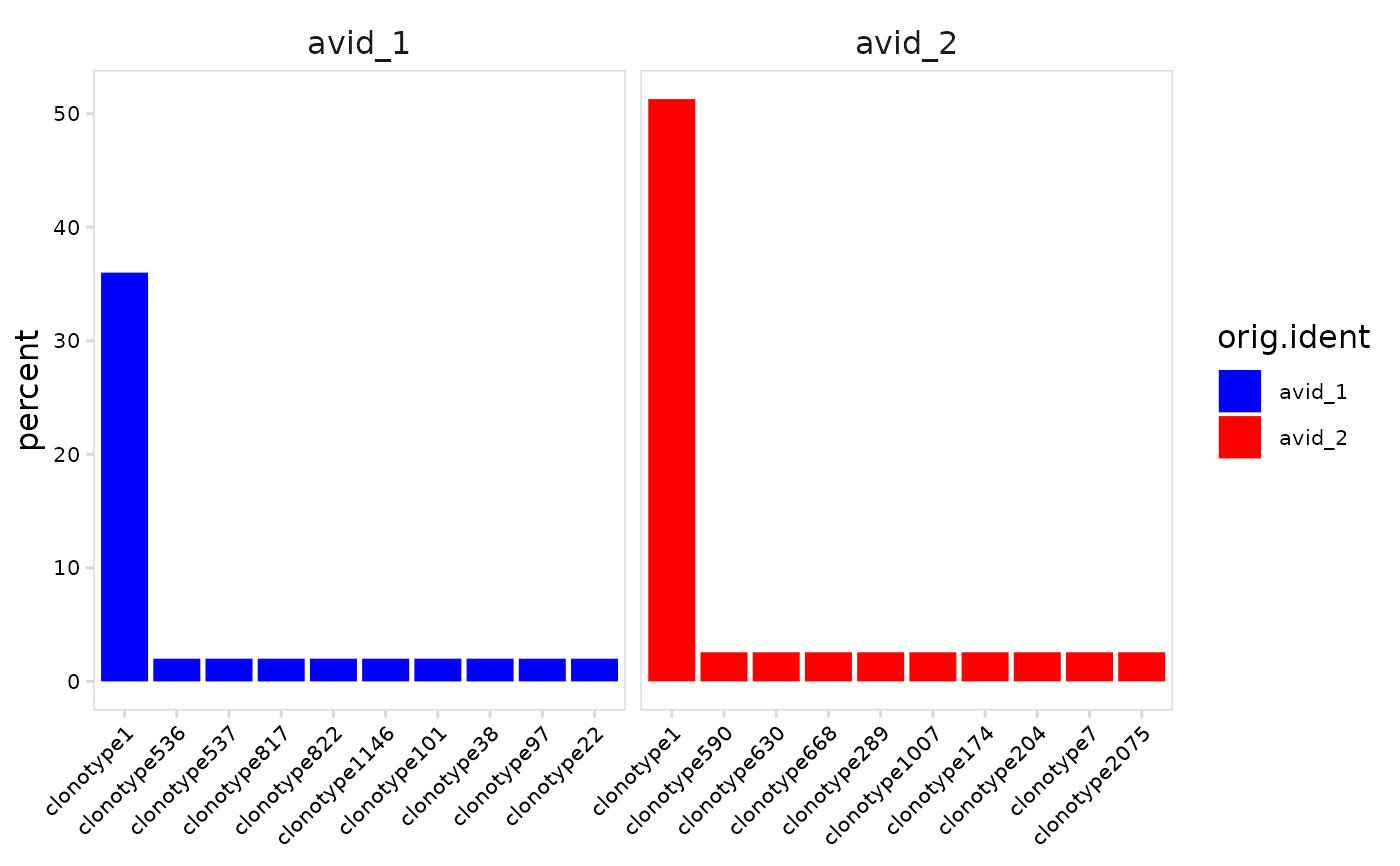 avid_1
avid_2
percent
50
40
30
20
10
0
clonotype1
clonotype536
clonotype537
clonotype817
clonotype822
clonotype1146
clonotype101
clonotype38
clonotype97
clonotype22
clonotype1
clonotype590
clonotype630
clonotype668
clonotype289
clonotype1007
clonotype174
clonotype204
clonotype7
clonotype2075
orig.ident
avid_1
avid_2